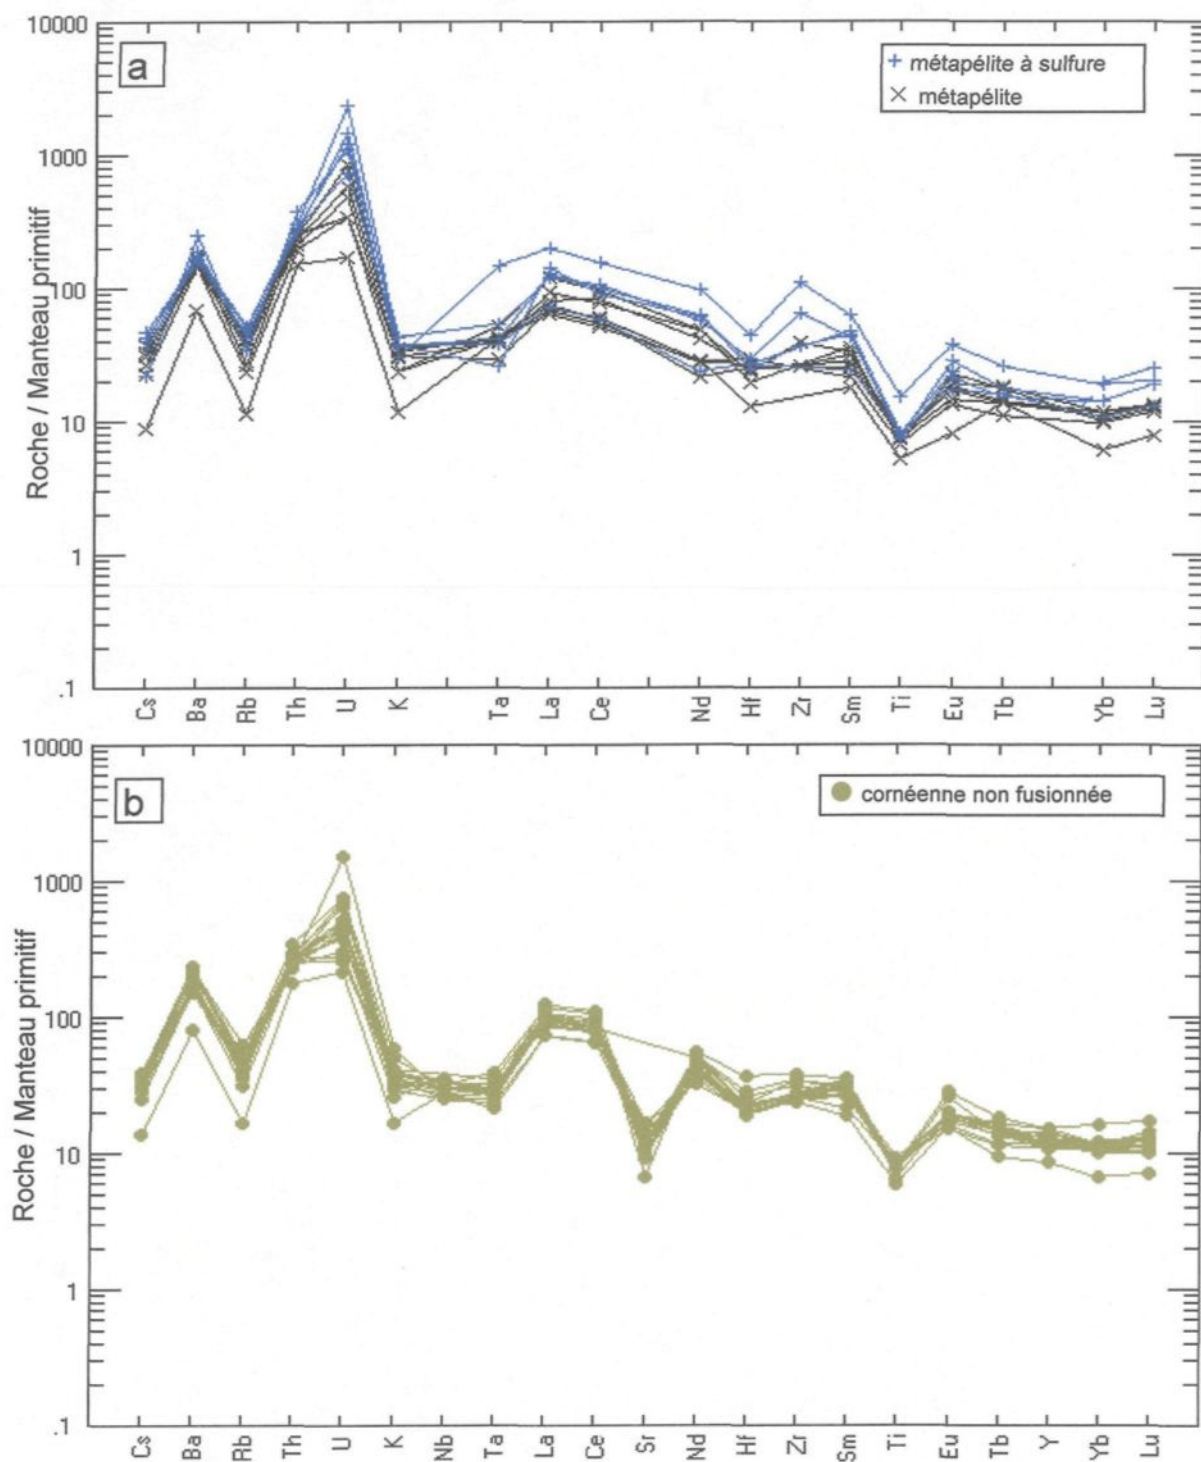 a
métapélite à sulfure
métapélite
10000
1000
100
10
1
.1
Roche / Manteau primitif
Cs Ba Rb Th U K Ta La Ce Nd Hf Zr Sm Ti Eu Tb Yb Lu
b
cornéenne non fusionnée
10000
1000
100
10
1
.1
Roche / Manteau primitif
Cs Ba Rb Th U K Nb Ta La Ce Sr Nd Hf Zr Sm Ti Eu Tb Y Yb Lu